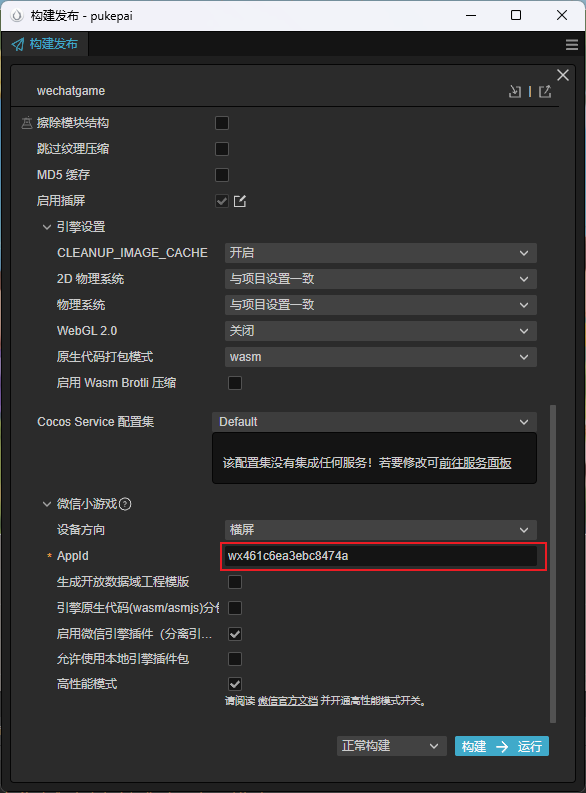 构建发布 - pukepai
构建发布
wechatgame
擦除模块结构
跳过纹理压缩
MD5 缓存
启用插屏
引擎设置
CLEANUP_IMAGE_CACHE 开启
2D 物理系统 与项目设置一致
物理系统 与项目设置一致
WebGL 2.0 关闭
原生代码打包模式 wasm
启用 Wasm Brotli 压缩
Cocos Service 配置集 Default
该配置集没有集成任何服务！若要修改可前往服务面板
微信小游戏 ?
设备方向 横屏
* AppId wx461c6ea3ebc8474a
生成开放数据域工程模版
引擎原生代码(wasm/asmjs)分包
启用微信引擎插件（分离引...
允许使用本地引擎插件包
高性能模式
请阅读 微信官方文档 并开通高性能模式开关。
正常构建 构建 → 运行